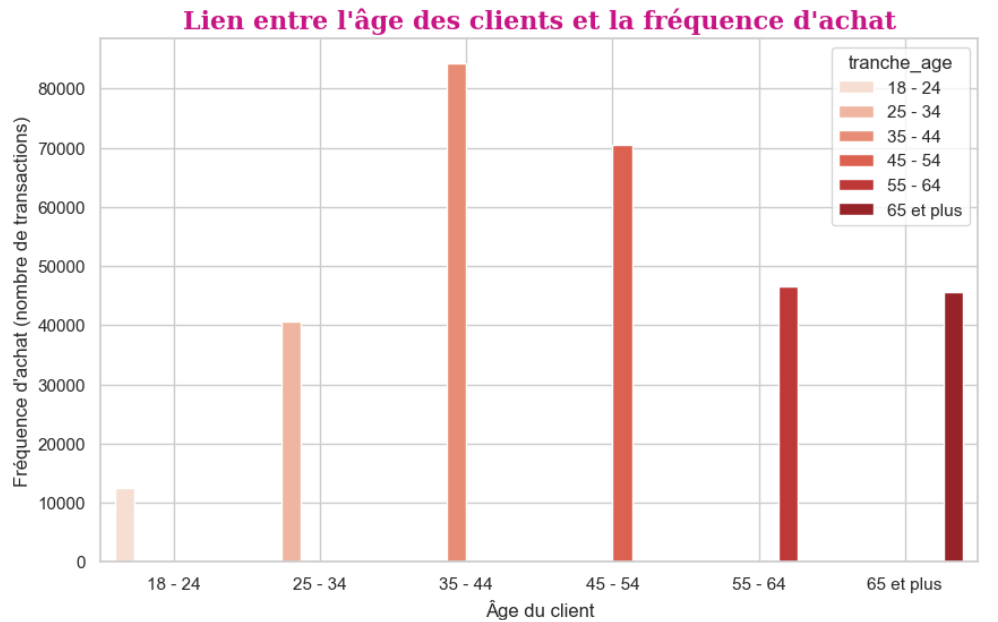 Lien entre l'âge des clients et la fréquence d'achat
Fréquence d'achat (nombre de transactions)
80000
70000
60000
50000
40000
30000
20000
10000
0
tranche_age
18 - 24
25 - 34
35 - 44
45 - 54
55 - 64
65 et plus
18 - 24
25 - 34
35 - 44
45 - 54
55 - 64
65 et plus
Âge du client